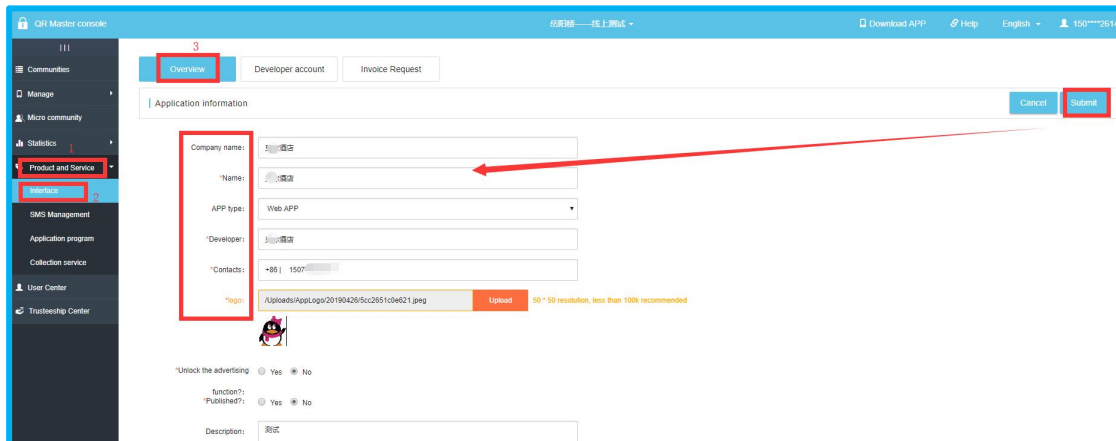 QR Master console
岳阳楼——线上测试
Download APP
Help
English
150****2614
Communities
Manage
Micro community
Statistics
1
Product and Service
Interface
2
SMS Management
Application program
Collection service
User Center
Trusteeship Center
3
Overview
Developer account
Invoice Request
Application information
Cancel
Submit
Company name:
酒店
*Name:
酒店
APP type:
Web APP
*Developer:
酒店
*Contacts:
+86 | 1507
*logo:
/Uploads/AppLogo/20190426/5cc2651c0e621.jpeg
Upload
50 * 50 resolution, less than 100k recommended
*Unlock the advertising
function?:
Yes
No
*Published?:
Yes
No
Description:
测试